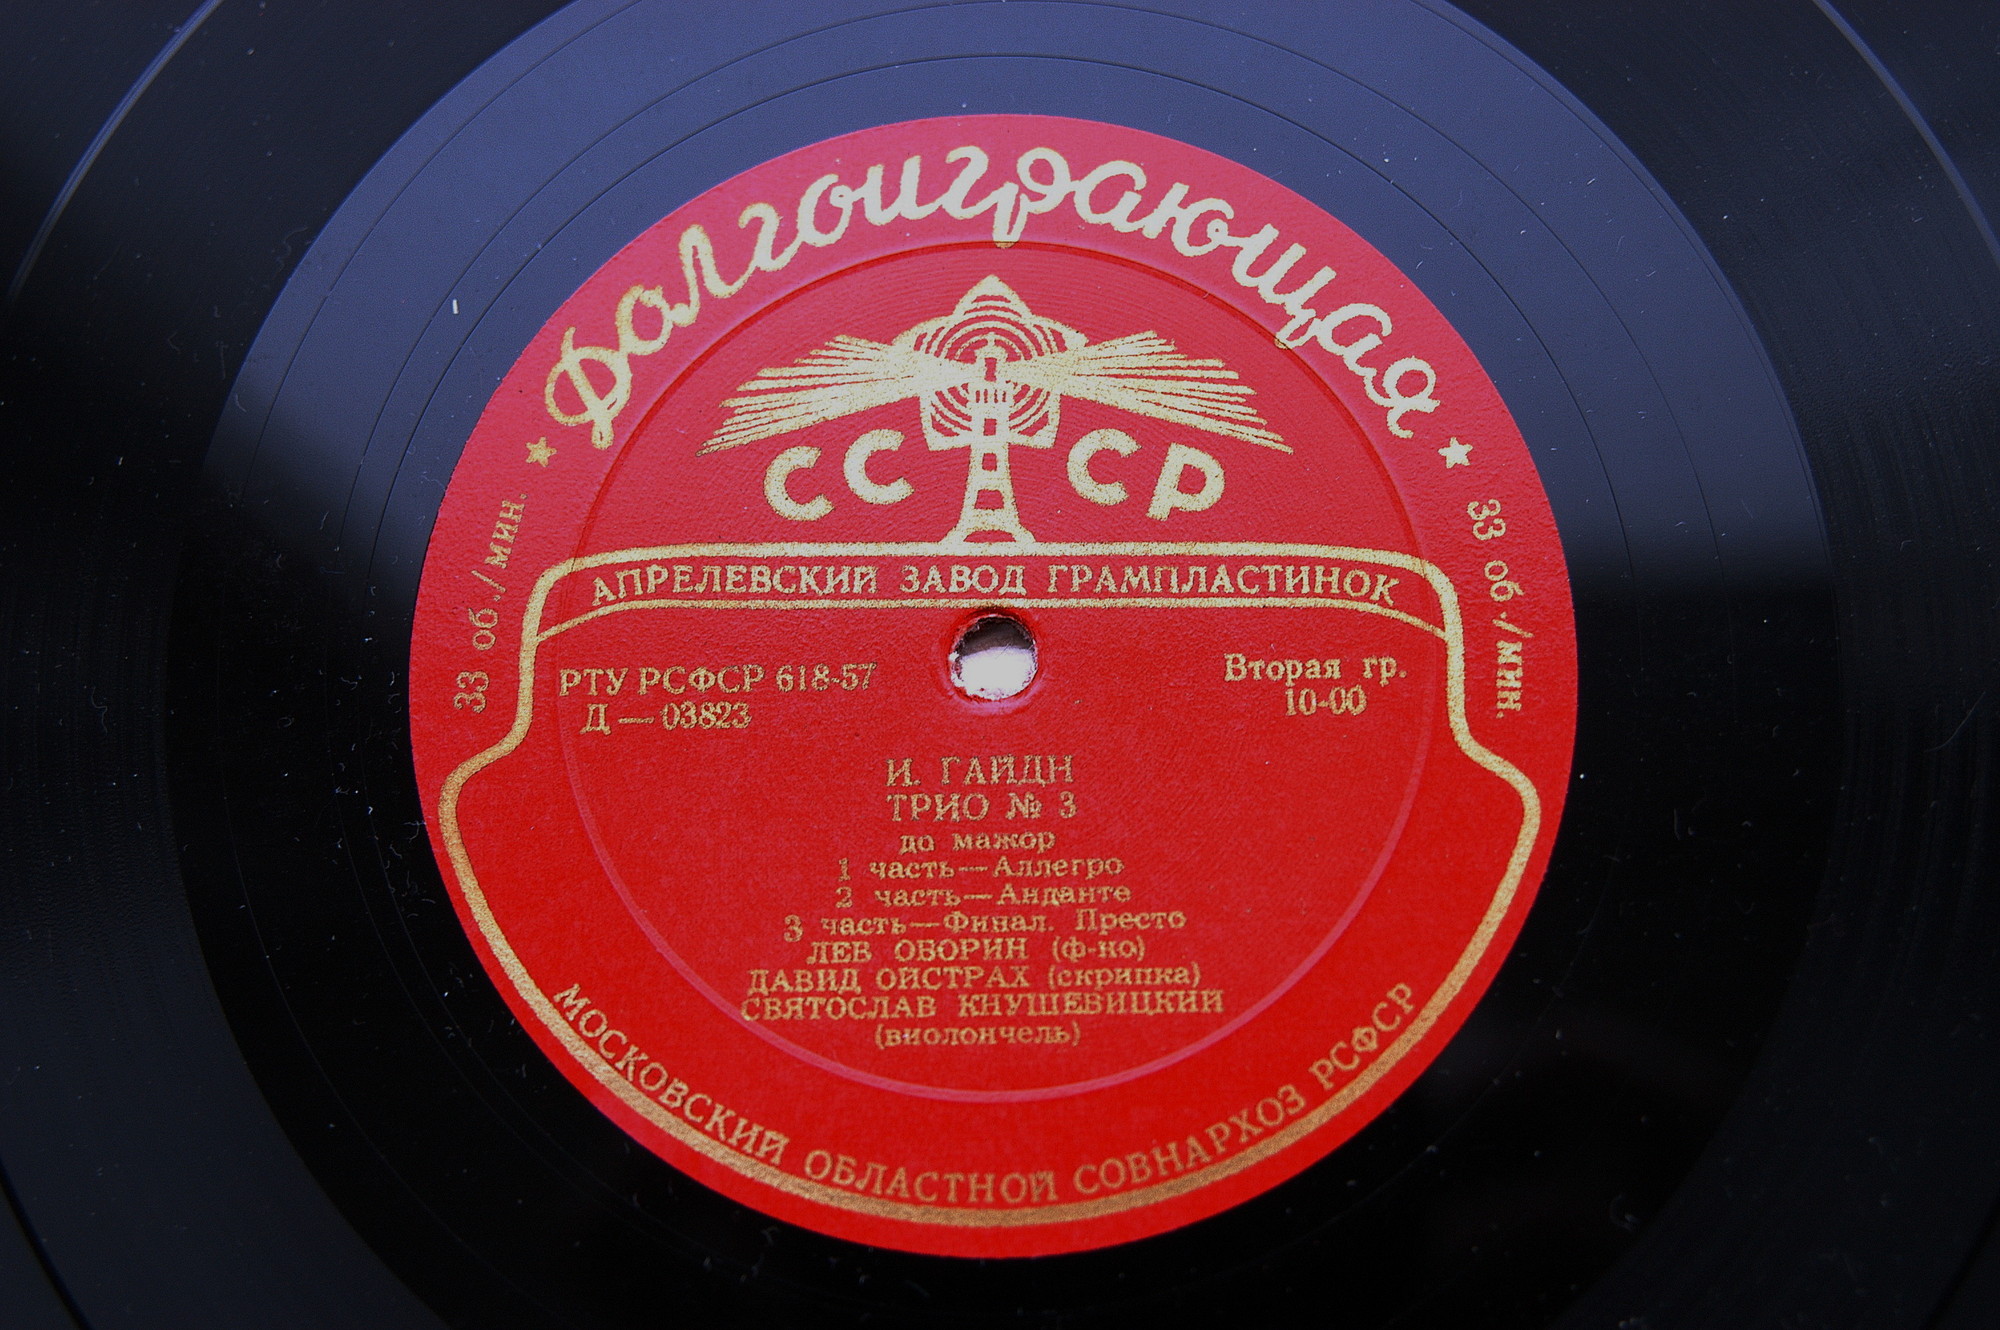 Долгоиграющая
33 об./мин.
33 об./мин.
СССР
АПРЕЛЕВСКИЙ ЗАВОД ГРАМПЛАСТИНОК
РТУ РСФСР 618-57
Д — 03823
Вторая гр.
10-00
И. ГАЙДН
ТРИО № 3
до мажор
1 часть—Аллегро
2 часть—Анданте
3 часть—Финал. Престо
ЛЕВ ОБОРИН (ф-но)
ДАВИД ОЙСТРАХ (скрипка)
СВЯТОСЛАВ КНУШЕВИЦКИЙ
(виолончель)
МОСКОВСКИЙ ОБЛАСТНОЙ СОВНАРХОЗ РСФСР